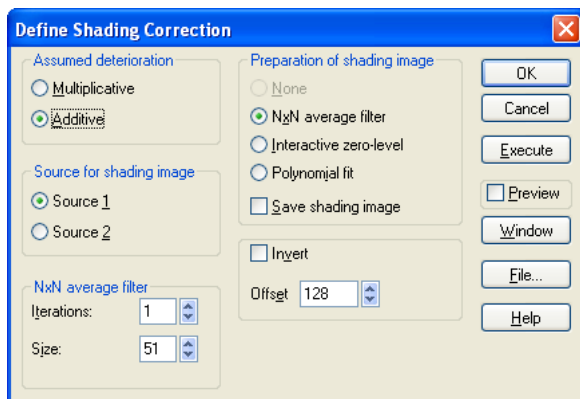 Define Shading Correction
Assumed deterioration
Multiplicative
Additive
Source for shading image
Source 1
Source 2
NxN average filter
Iterations: 1
Size: 51
Preparation of shading image
None
NxN average filter
Interactive zero-level
Polynomial fit
Save shading image
Invert
Offset 128
OK
Cancel
Execute
Preview
Window
File...
Help